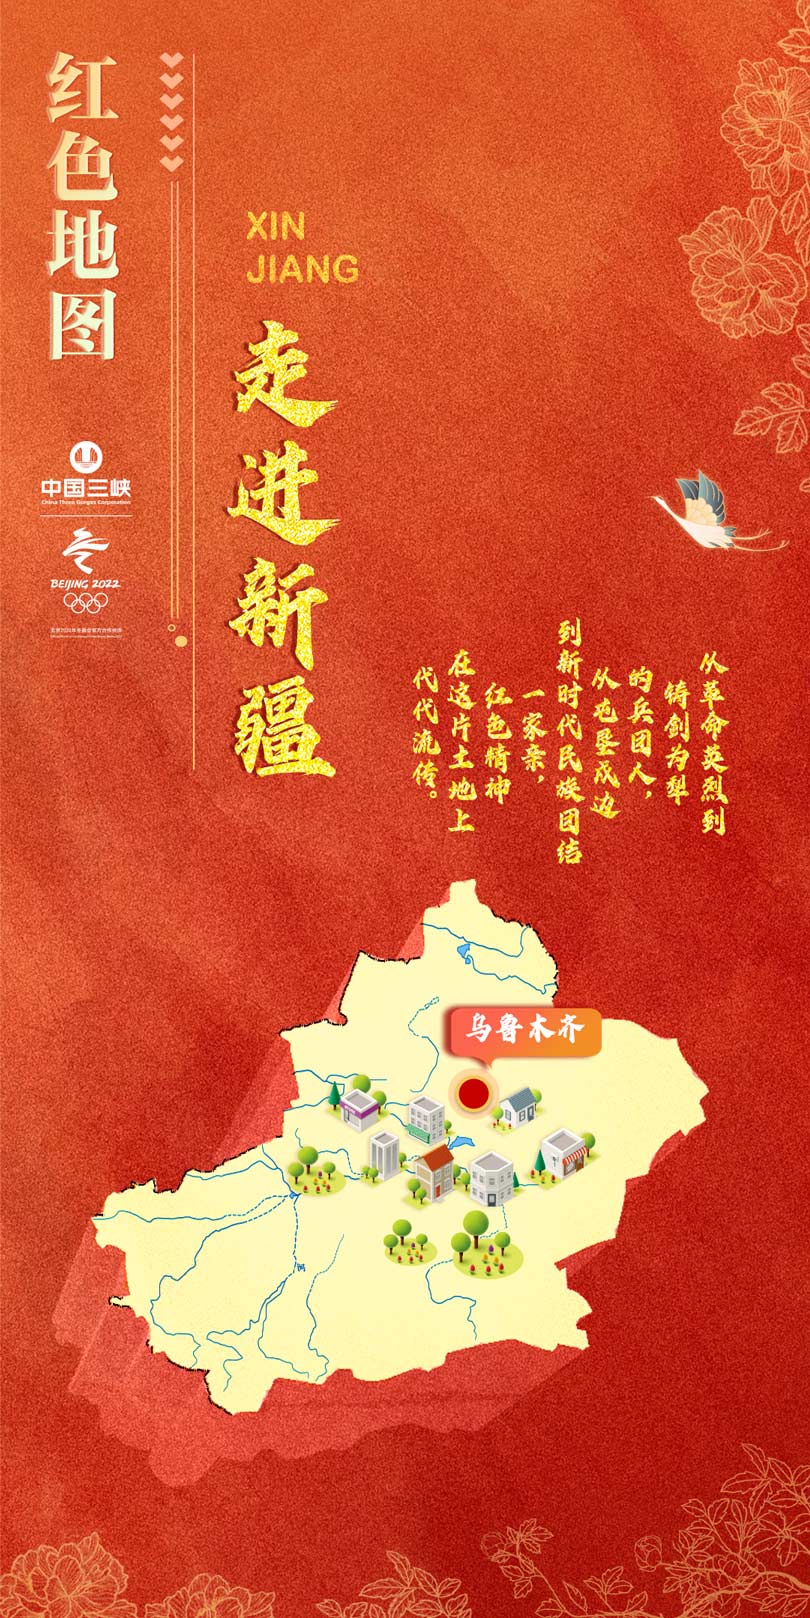 红色地图
中国三峡
China Three Gorges Corporation
BEIJING 2022
XIN
JIANG
走进新疆
从革命英烈到
铸剑为犁
的兵团人，
从屯垦戍边
到新时代民族团结
一家亲，
红色精神
在这片土地上
代代流传。
乌鲁木齐